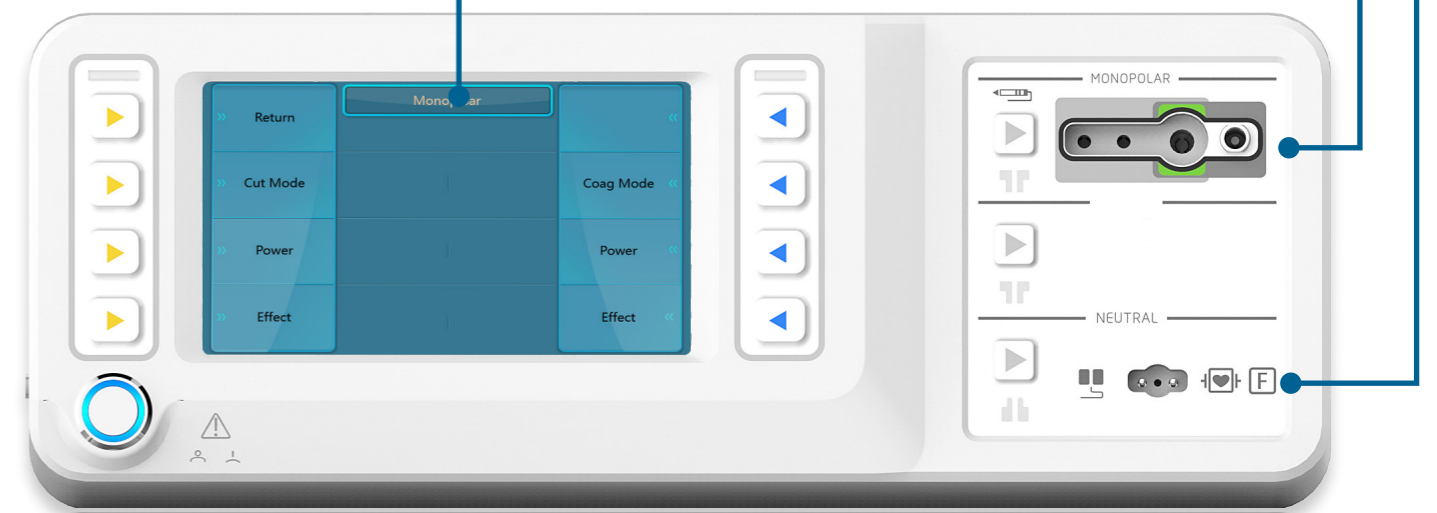 Monopolar
Return
Cut Mode
Coag Mode
Power
Power
Effect
Effect
MONOPOLAR
NEUTRAL
F